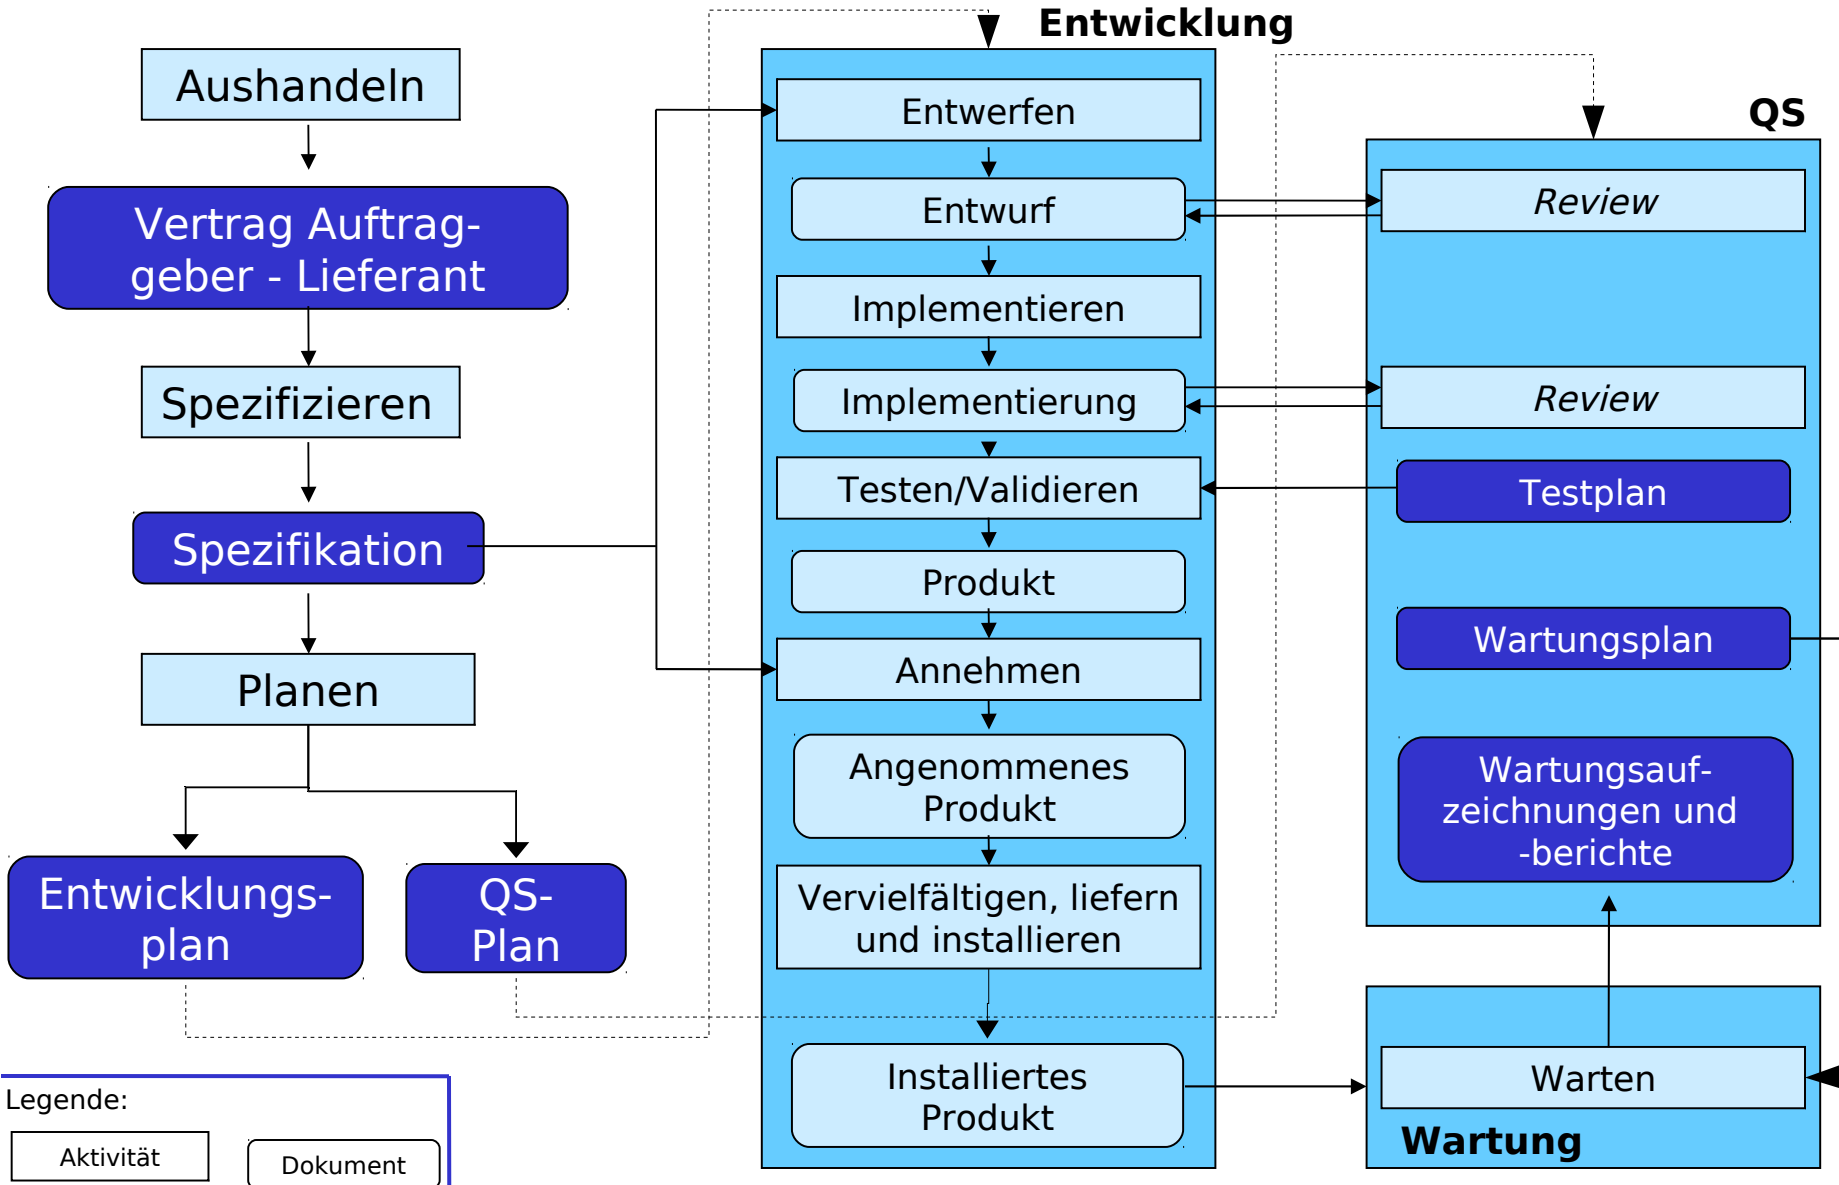 Aushandeln
Vertrag Auftrag-
geber - Lieferant
Spezifizieren
Spezifikation
Planen
Entwicklungs-
plan
QS-
Plan
Legende:
Aktivität
Dokument
Entwicklung
Entwerfen
Entwurf
Implementieren
Implementierung
Testen/Validieren
Produkt
Annehmen
Angenommenes
Produkt
Vervielfältigen, liefern
und installieren
Installiertes
Produkt
QS
Review
Review
Testplan
Wartungsplan
Wartungsauf-
zeichnungen und
-berichte
Warten
Wartung